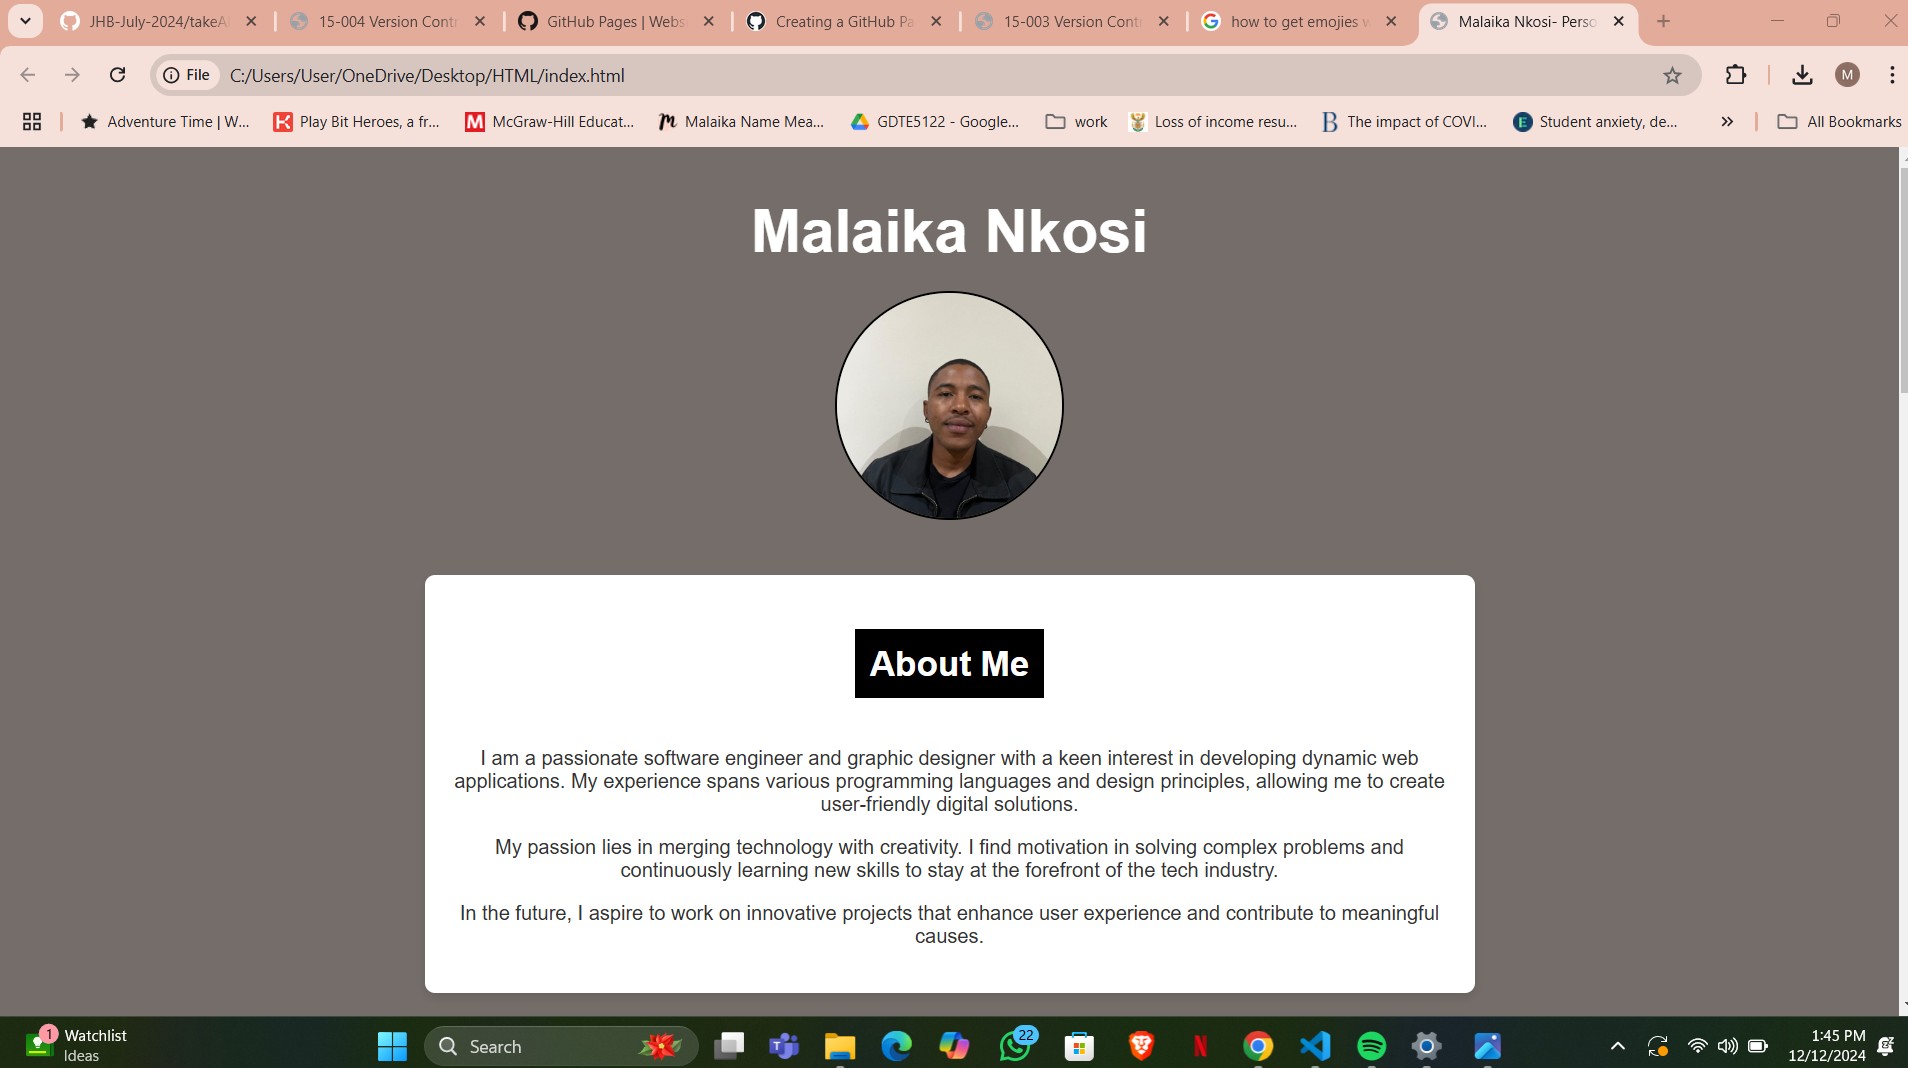 JHB-July-2024/takeAl
15-004 Version Contr
GitHub Pages | Webs
Creating a GitHub Pa
15-003 Version Contr
how to get emojies w
Malaika Nkosi- Perso
File
C:/Users/User/OneDrive/Desktop/HTML/index.html
M
Adventure Time | W...
Play Bit Heroes, a fr...
M
McGraw-Hill Educat...
m
Malaika Name Mea...
GDTE5122 - Google...
work
Loss of income resu...
B
The impact of COVI...
E
Student anxiety, de...
All Bookmarks
Malaika Nkosi
About Me
I am a passionate software engineer and graphic designer with a keen interest in developing dynamic web
applications. My experience spans various programming languages and design principles, allowing me to create
user-friendly digital solutions.
My passion lies in merging technology with creativity. I find motivation in solving complex problems and
continuously learning new skills to stay at the forefront of the tech industry.
In the future, I aspire to work on innovative projects that enhance user experience and contribute to meaningful
causes.
1
Watchlist
Ideas
Search
22
1:45 PM
12/12/2024